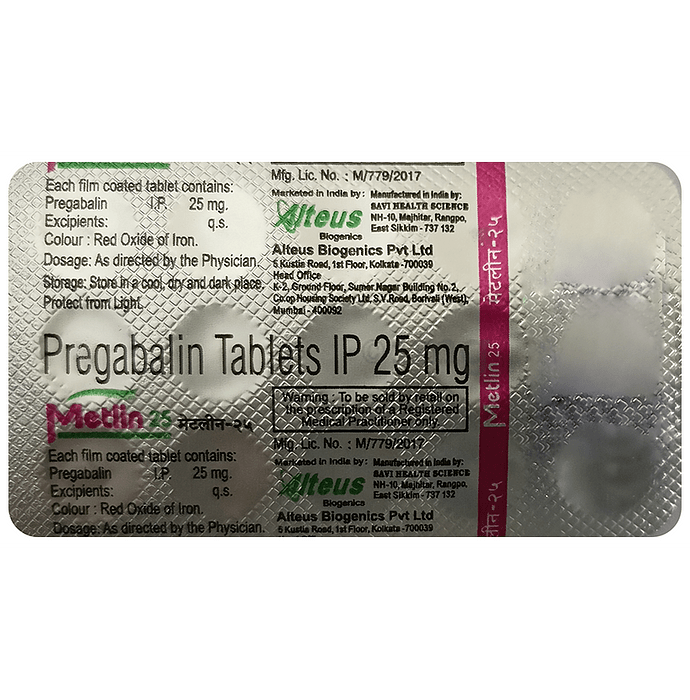 Each film coated tablet contains:
Pregabalin I.P. 25 mg.
Excipients: q.s.
Colour : Red Oxide of Iron.
Dosage: As directed by the Physician.
Storage: Store in a cool, dry and dark place.
Protect from Light.
Mfg. Lic. No. : M/779/2017
Marketed in India by:
Alteus
Biogenics
Alteus Biogenics Pvt Ltd
5 Kustia Road, 1st Floor, Kolkata -700039
Head Office
K-2, Ground Floor, Sumer Nagar Building No.2,
Co.op Housing Society Ltd, S.V.Road, Borivali (West),
Mumbai - 400092
Manufactured in India by:
SAVI HEALTH SCIENCE
NH-10, Majhitar, Rangpo,
East Sikkim - 737 132
Pregabalin Tablets IP 25 mg
Metlin 25 मेटलीन-२५
Warning : To be sold by retail on
the prescription of a Registered
Medical Practitioner only.
Each film coated tablet contains:
Pregabalin I.P. 25 mg.
Excipients: q.s.
Colour : Red Oxide of Iron.
Dosage: As directed by the Physician.
Mfg. Lic. No. : M/779/2017
Marketed in India by:
Alteus
Biogenics
Alteus Biogenics Pvt Ltd
5 Kustia Road, 1st Floor, Kolkata -700039
Manufactured in India by:
SAVI HEALTH SCIENCE
NH-10, Majhitar, Rangpo,
East Sikkim - 737 132
मेटलीन-२५
Metlin 25
लीन-२५